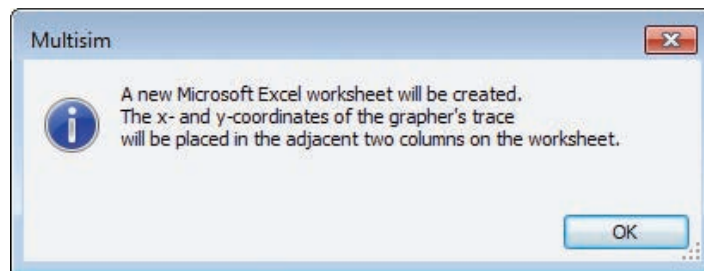 Multisim
A new Microsoft Excel worksheet will be created.
The x- and y-coordinates of the grapher's trace
will be placed in the adjacent two columns on the worksheet.
OK